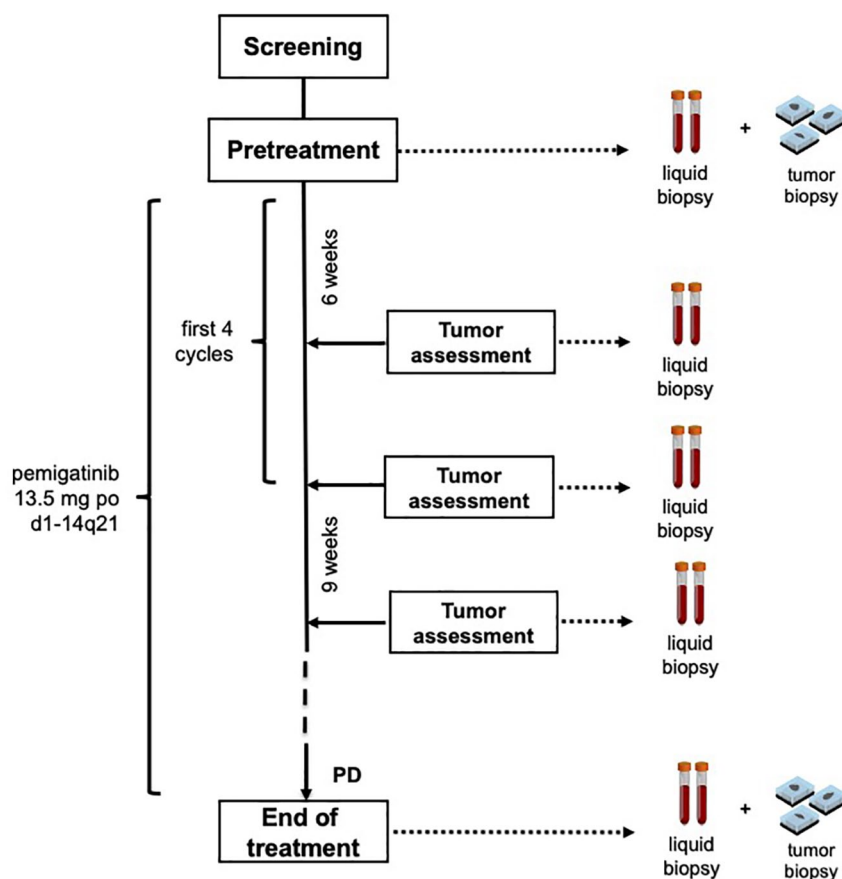 Screening
Pretreatment
+
liquid
biopsy
tumor
biopsy
6 weeks
first 4
cycles
Tumor
assessment
liquid
biopsy
pemigatinib
13.5 mg po
d1-14q21
Tumor
assessment
liquid
biopsy
9 weeks
Tumor
assessment
liquid
biopsy
PD
End of
treatment
+
liquid
biopsy
tumor
biopsy